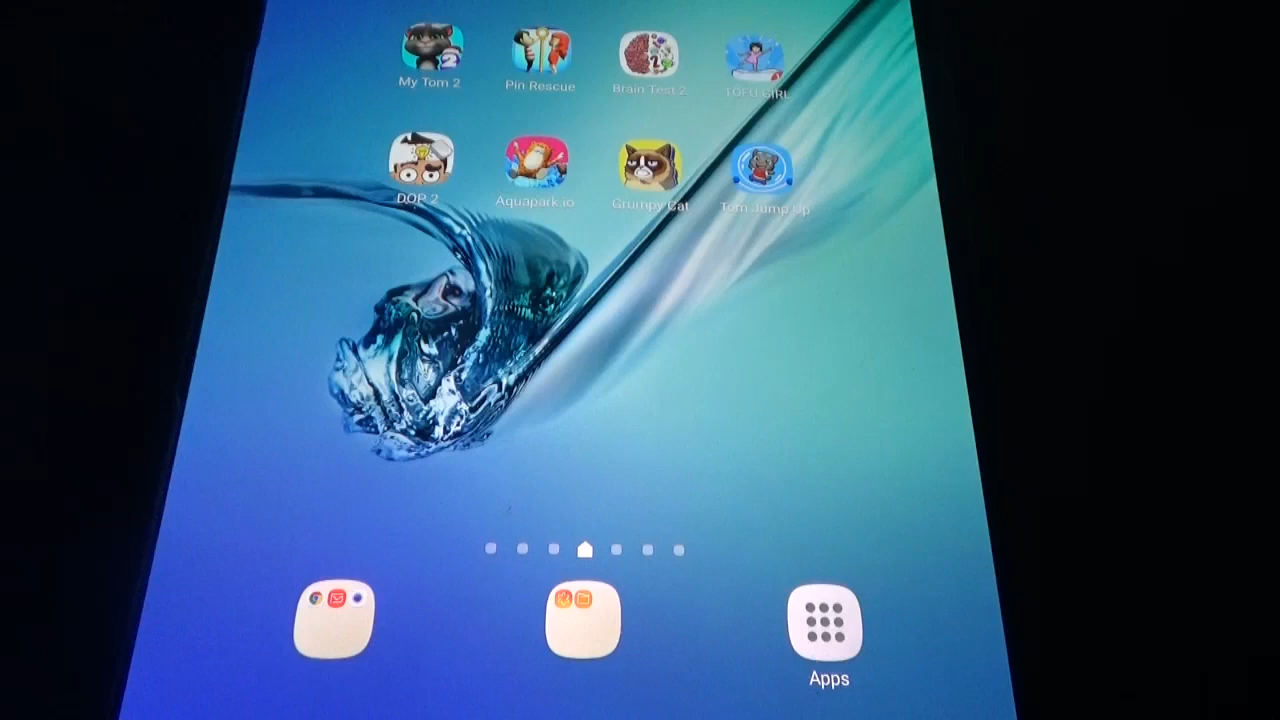 My Tom 2
Pin Rescue
Brain Test 2
TOFU GIRL
DOP 2
Aquapark.io
Grumpy Cat
Tom Jump Up
Apps